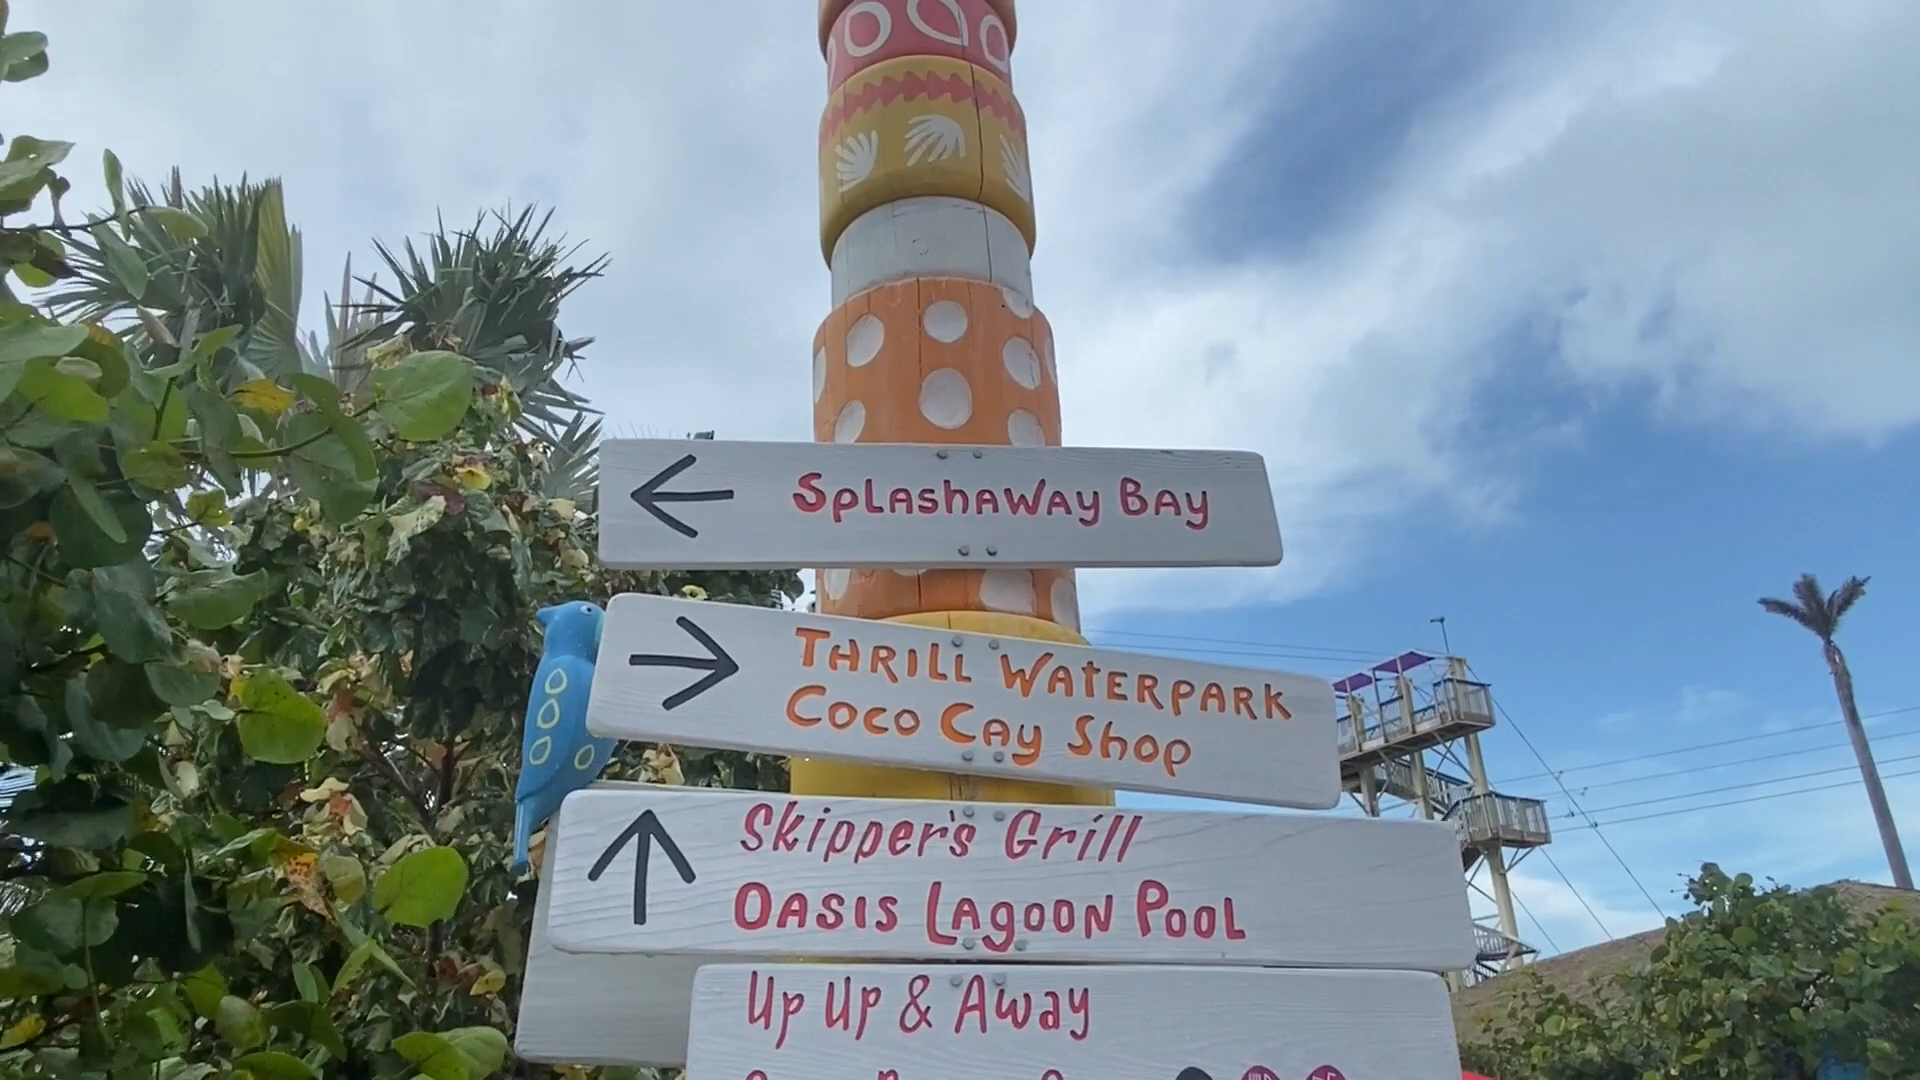 Splashaway Bay
Thrill Waterpark
Coco Cay Shop
Skipper's Grill
Oasis Lagoon Pool
Up Up & Away